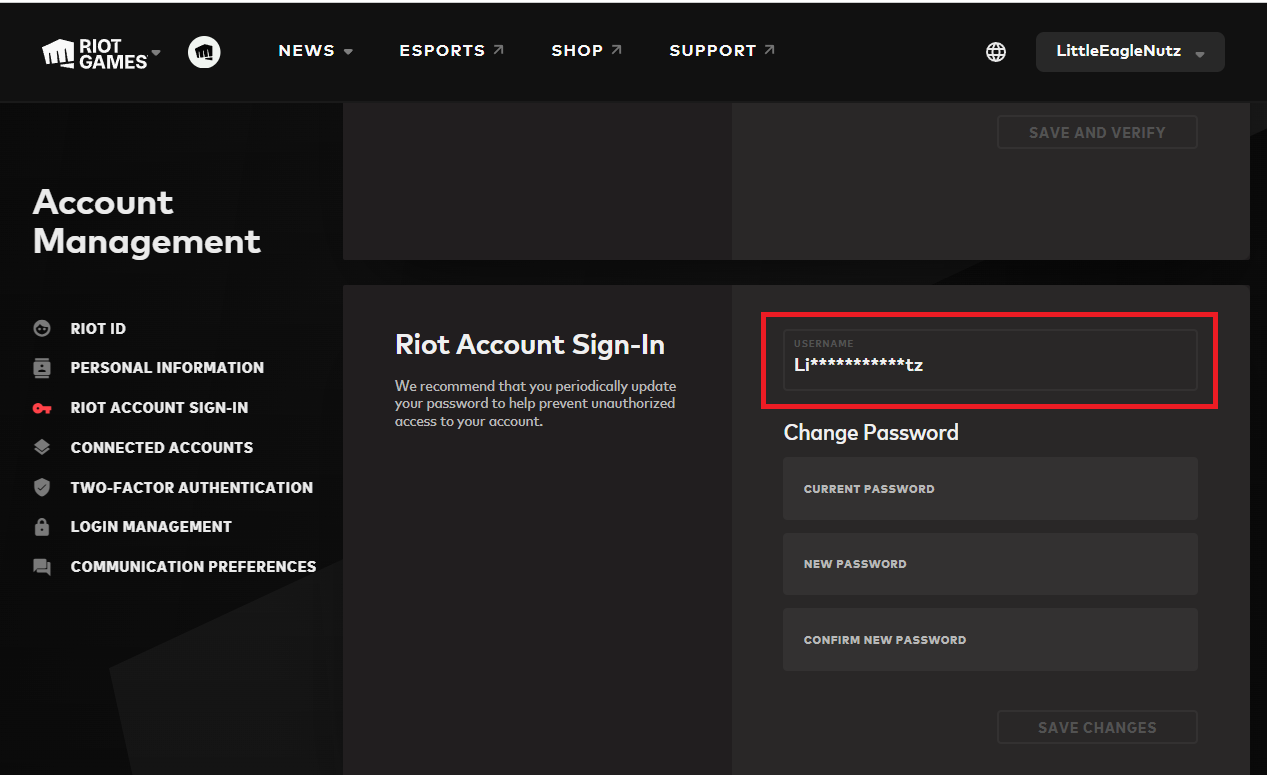 RIOT GAMES
NEWS
ESPORTS
SHOP
SUPPORT
LittleEagleNutz
SAVE AND VERIFY
Account
Management
RIOT ID
PERSONAL INFORMATION
RIOT ACCOUNT SIGN-IN
CONNECTED ACCOUNTS
TWO-FACTOR AUTHENTICATION
LOGIN MANAGEMENT
COMMUNICATION PREFERENCES
Riot Account Sign-In
We recommend that you periodically update
your password to help prevent unauthorized
access to your account.
USERNAME
Li***********tz
Change Password
CURRENT PASSWORD
NEW PASSWORD
CONFIRM NEW PASSWORD
SAVE CHANGES